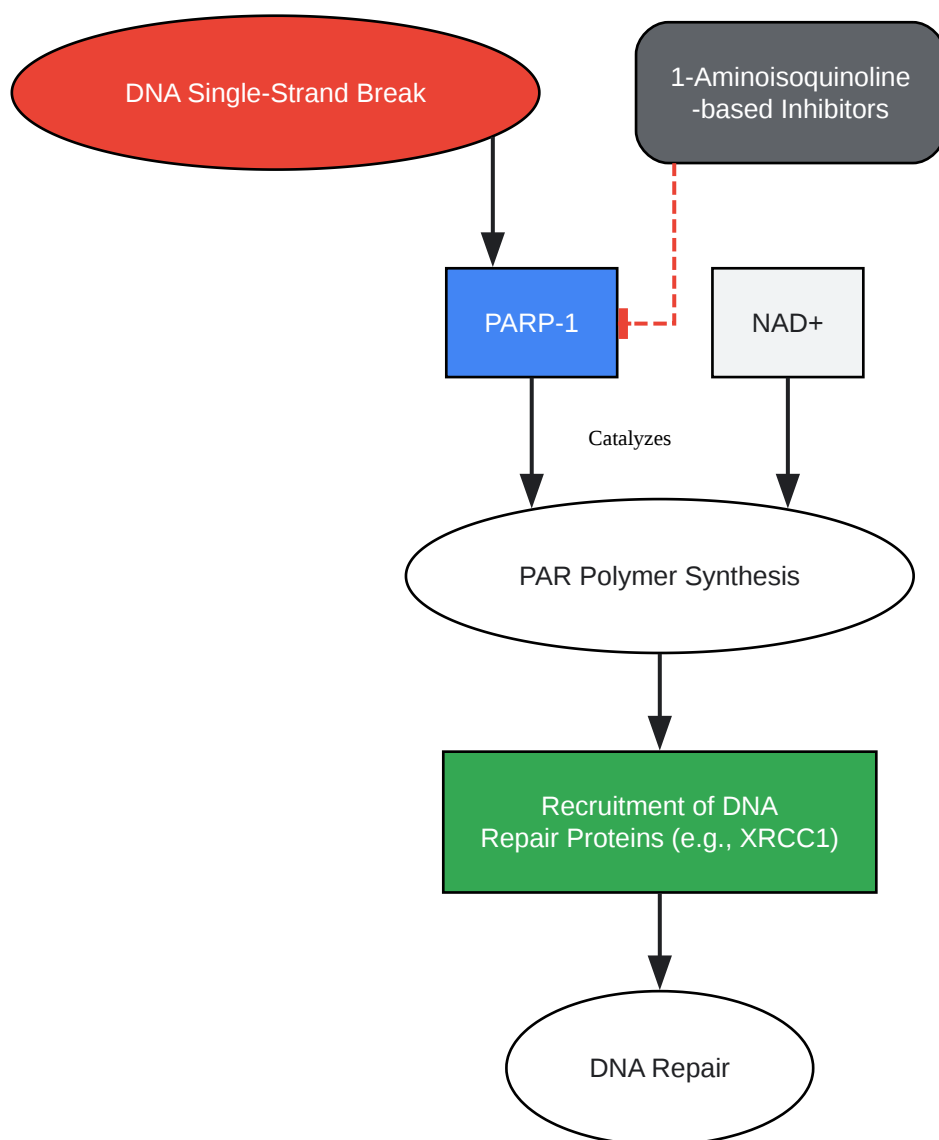 DNA Single-Strand Break
1-Aminoisoquinoline
-based Inhibitors
PARP-1
NAD+
Catalyzes
PAR Polymer Synthesis
Recruitment of DNA
Repair Proteins (e.g., XRCC1)
DNA Repair